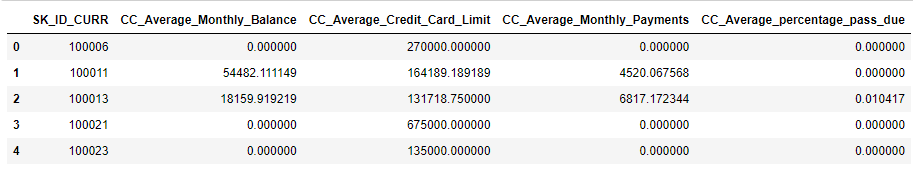 SK_ID_CURR CC_Average_Monthly_Balance CC_Average_Credit_Card_Limit CC_Average_Monthly_Payments CC_Average_percentage_pass_due
0 100006 0.000000 270000.000000 0.000000 0.000000
1 100011 54482.111149 164189.189189 4520.067568 0.000000
2 100013 18159.919219 131718.750000 6817.172344 0.010417
3 100021 0.000000 675000.000000 0.000000 0.000000
4 100023 0.000000 135000.000000 0.000000 0.000000